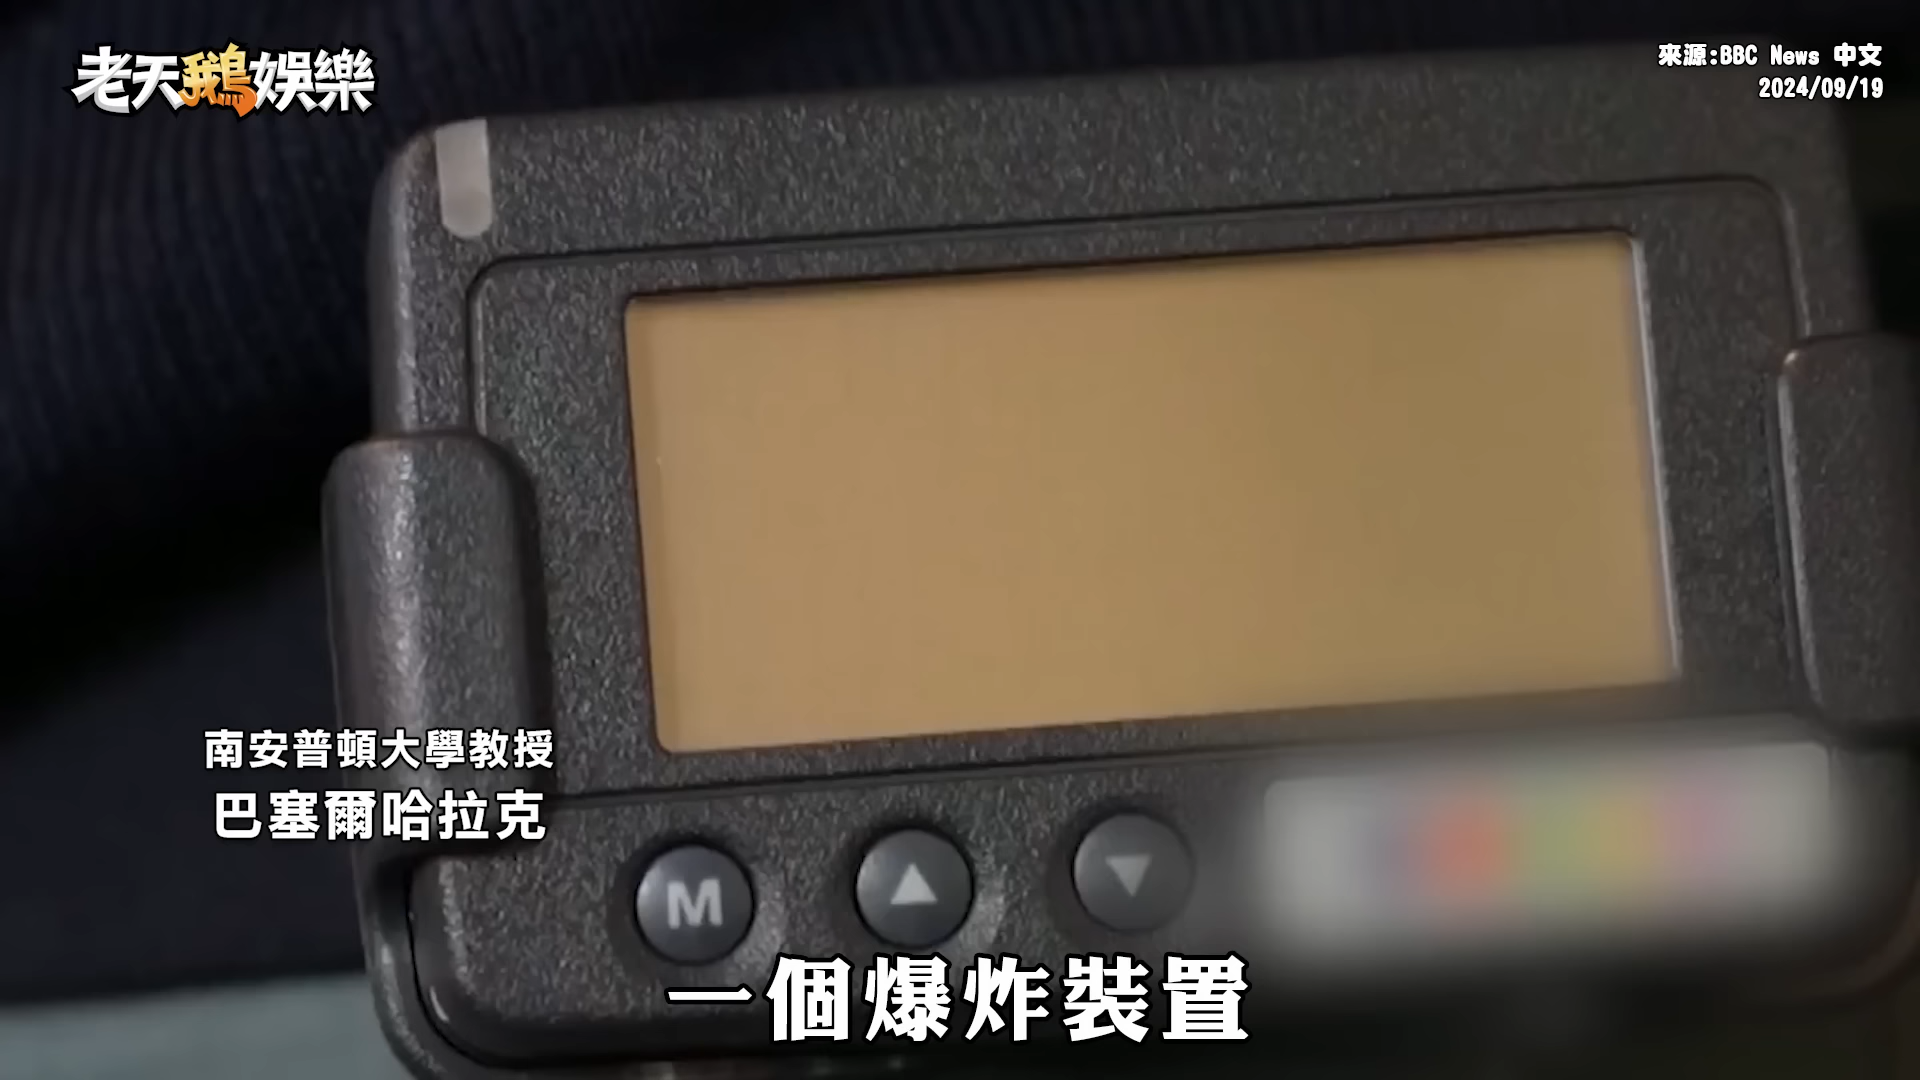 老天鵝娛樂
來源:BBC News 中文
2024/09/19
南安普頓大學教授
巴塞爾哈拉克
M
一個爆炸裝置